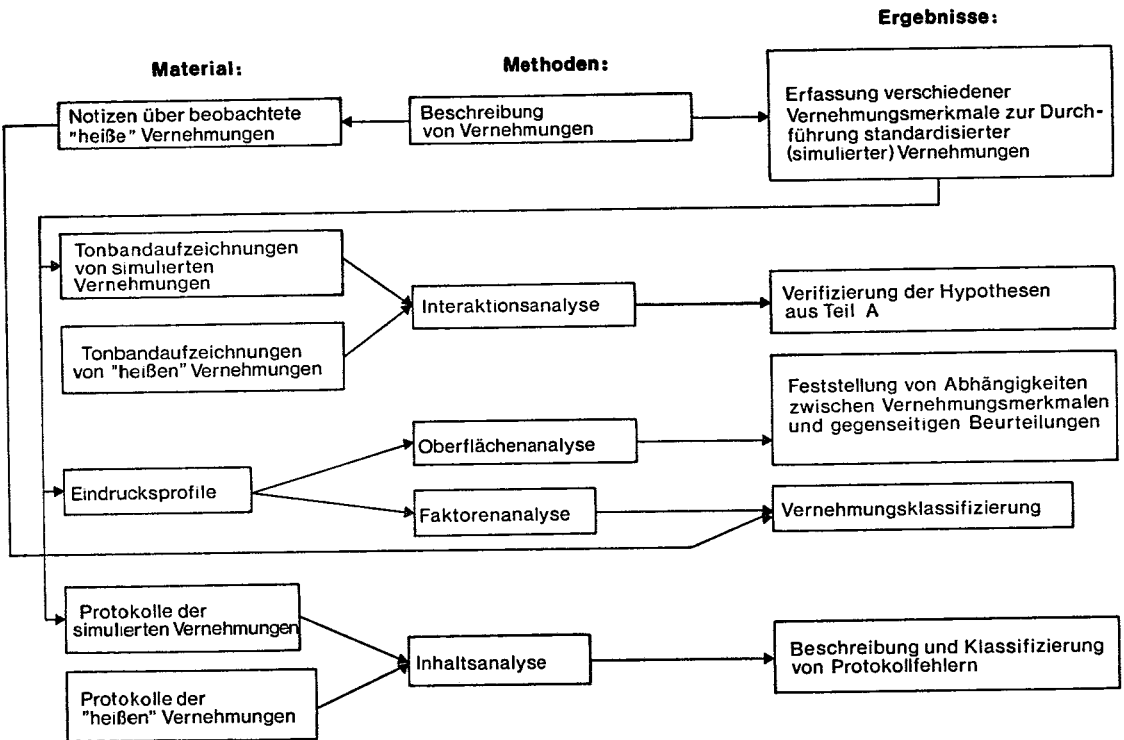 Ergebnisse:
Material:
Methoden:
Notizen über beobachtete
"heiße" Vernehmungen
Beschreibung
von Vernehmungen
Erfassung verschiedener
Vernehmungsmerkmale zur Durch-
führung standardisierter
(simulierter) Vernehmungen
Tonbandaufzeichnungen
von simulierten
Vernehmungen
Tonbandaufzeichnungen
von "heißen" Vernehmungen
Interaktionsanalyse
Verifizierung der Hypothesen
aus Teil A
Feststellung von Abhängigkeiten
zwischen Vernehmungsmerkmalen
und gegenseitigen Beurteilungen
Oberflächenanalyse
Eindrucksprofile
Faktorenanalyse
Vernehmungsklassifizierung
Protokolle der
simulierten Vernehmungen
Protokolle der
"heißen" Vernehmungen
Inhaltsanalyse
Beschreibung und Klassifizierung
von Protokollfehlern